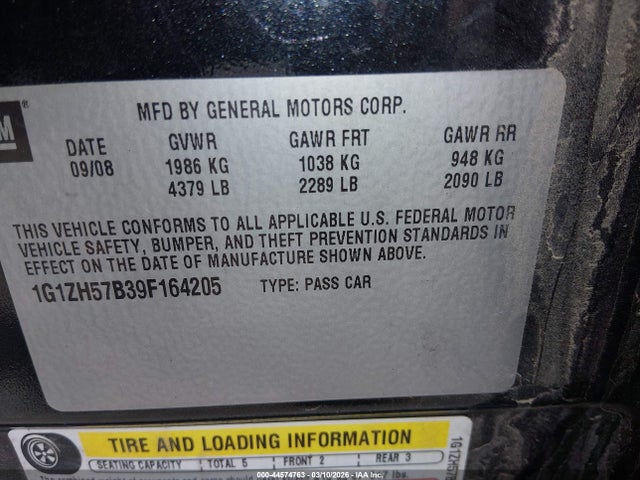 GM®
MFD BY GENERAL MOTORS CORP.
DATE GVWR GAWR FRT GAWR RR
09/08 1986 KG 1038 KG 948 KG
4379 LB 2289 LB 2090 LB
THIS VEHICLE CONFORMS TO ALL APPLICABLE U.S. FEDERAL MOTOR
VEHICLE SAFETY, BUMPER, AND THEFT PREVENTION STANDARDS IN
EFFECT ON THE DATE OF MANUFACTURE SHOWN ABOVE.
1G1ZH57B39F164205 TYPE: PASS CAR
TIRE AND LOADING INFORMATION
SEATING CAPACITY TOTAL 5 FRONT 2 REAR 3
lbs.
1G1ZH57
000-44574763 - 03/10/2026 - IAA Inc.